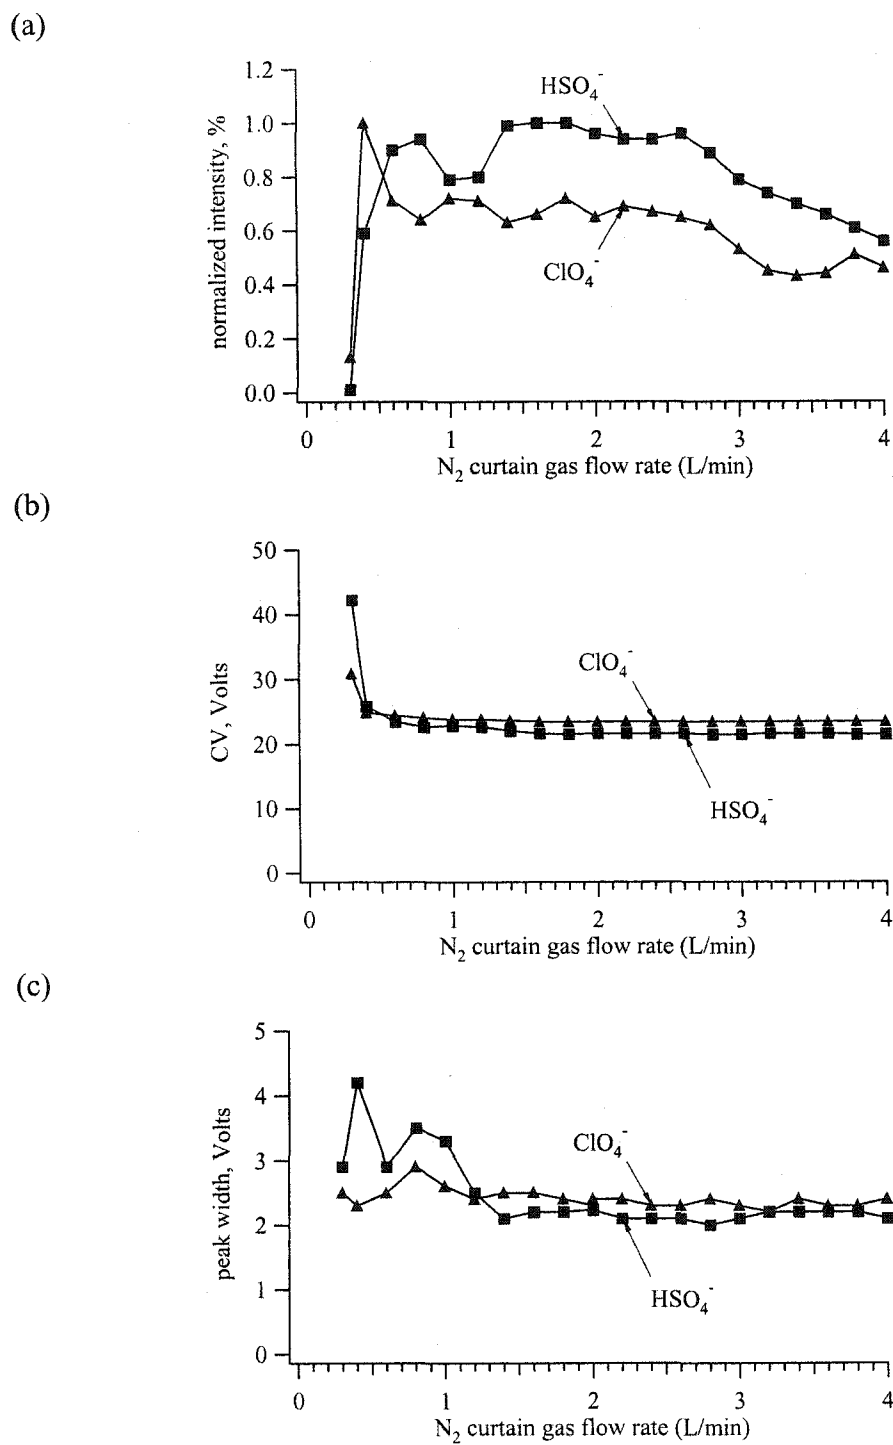 (a)
1.2
HSO₄⁻
1.0
0.8
0.6
0.4
0.2
0.0
ClO₄⁻
normalized intensity, %
0 1 2 3 4
N₂ curtain gas flow rate (L/min)
(b)
50
40
30
20
10
0
ClO₄⁻
HSO₄⁻
CV, Volts
0 1 2 3 4
N₂ curtain gas flow rate (L/min)
(c)
5
4
3
2
1
0
ClO₄⁻
HSO₄⁻
peak width, Volts
0 1 2 3 4
N₂ curtain gas flow rate (L/min)